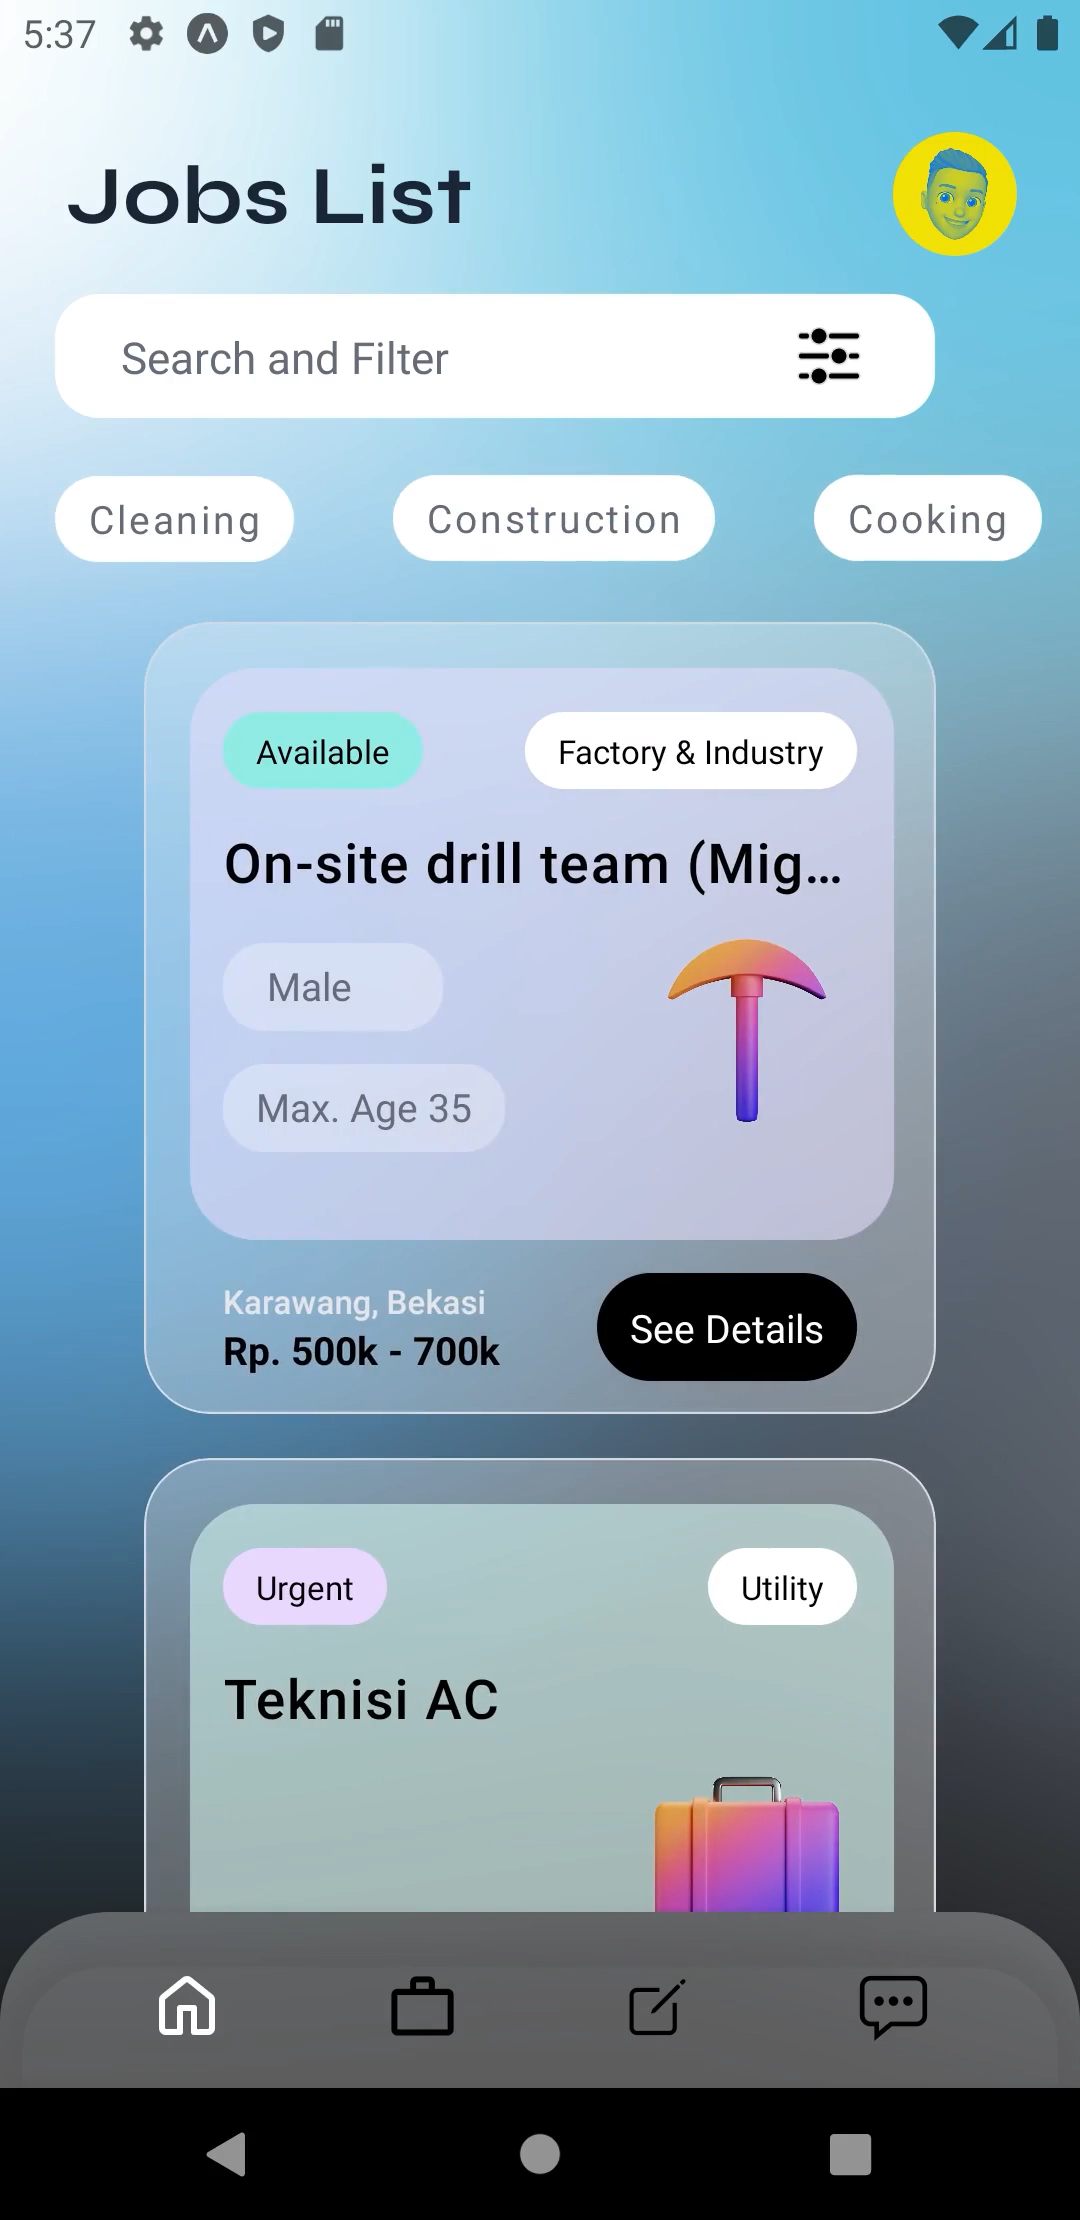 5:37
Jobs List
Search and Filter
Cleaning
Construction
Cooking
Available
Factory & Industry
On-site drill team (Mig...
Male
Max. Age 35
Karawang, Bekasi
Rp. 500k - 700k
See Details
Urgent
Utility
Teknisi AC